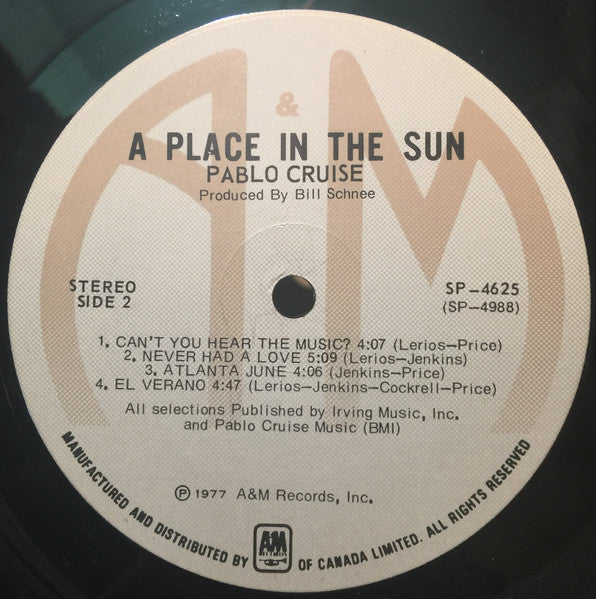 A & M
A PLACE IN THE SUN
PABLO CRUISE
Produced By Bill Schnee
STEREO
SIDE 2
SP-4625
(SP-4988)
1. CAN'T YOU HEAR THE MUSIC? 4:07 (Lerios-Price)
2. NEVER HAD A LOVE 5:09 (Lerios-Jenkins)
3. ATLANTA JUNE 4:06 (Jenkins-Price)
4. EL VERANO 4:47 (Lerios-Jenkins-Cockrell-Price)
All selections Published by Irving Music, Inc.
and Pablo Cruise Music (BMI)
℗ 1977 A&M Records, Inc.
MANUFACTURED AND DISTRIBUTED BY A&M RECORDS OF CANADA LIMITED. ALL RIGHTS RESERVED